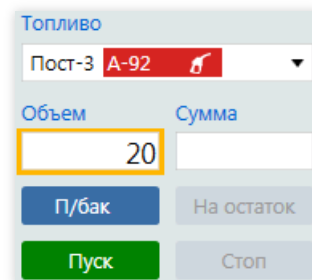 Топливо
Пост-3 А-92
Объем Сумма
20
П/бак На остаток
Пуск Стоп